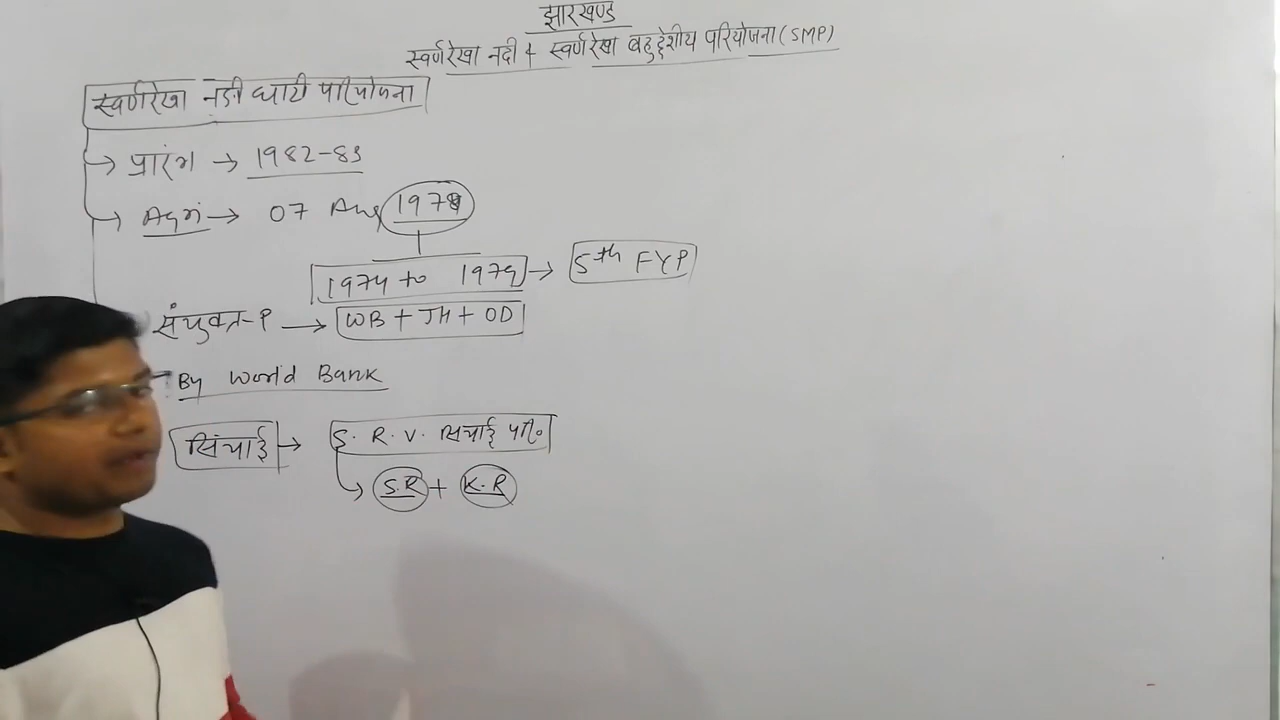 झारखण्ड
स्वर्णरेखा नदी + स्वर्णरेखा बहुद्देशीय परियोजना (SMP)
स्वर्णरेखा नदी घाटी परियोजना
→ प्रारंभ → 1982-83
→ Agri → 07 Aug 1978
1974 to 1979 → 5th FYP
संयुक्त-P → WB + JH + OD
By World Bank
सिंचाई → S. R. V. सिंचाई परि०
→ S.R + K.R